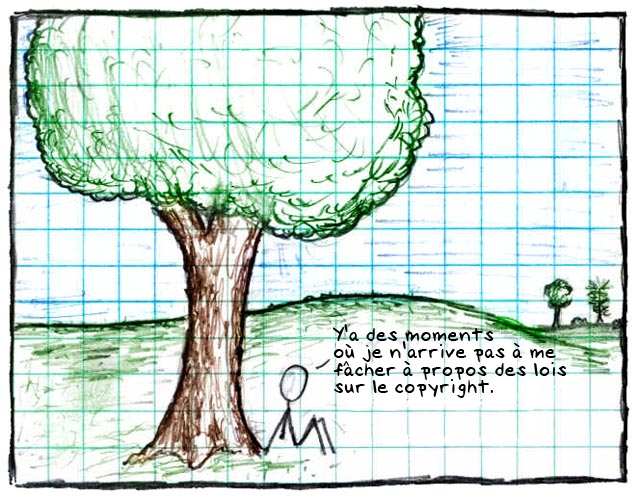 Y'a des moments
où je n'arrive pas à me
fâcher à propos des lois
sur le copyright.